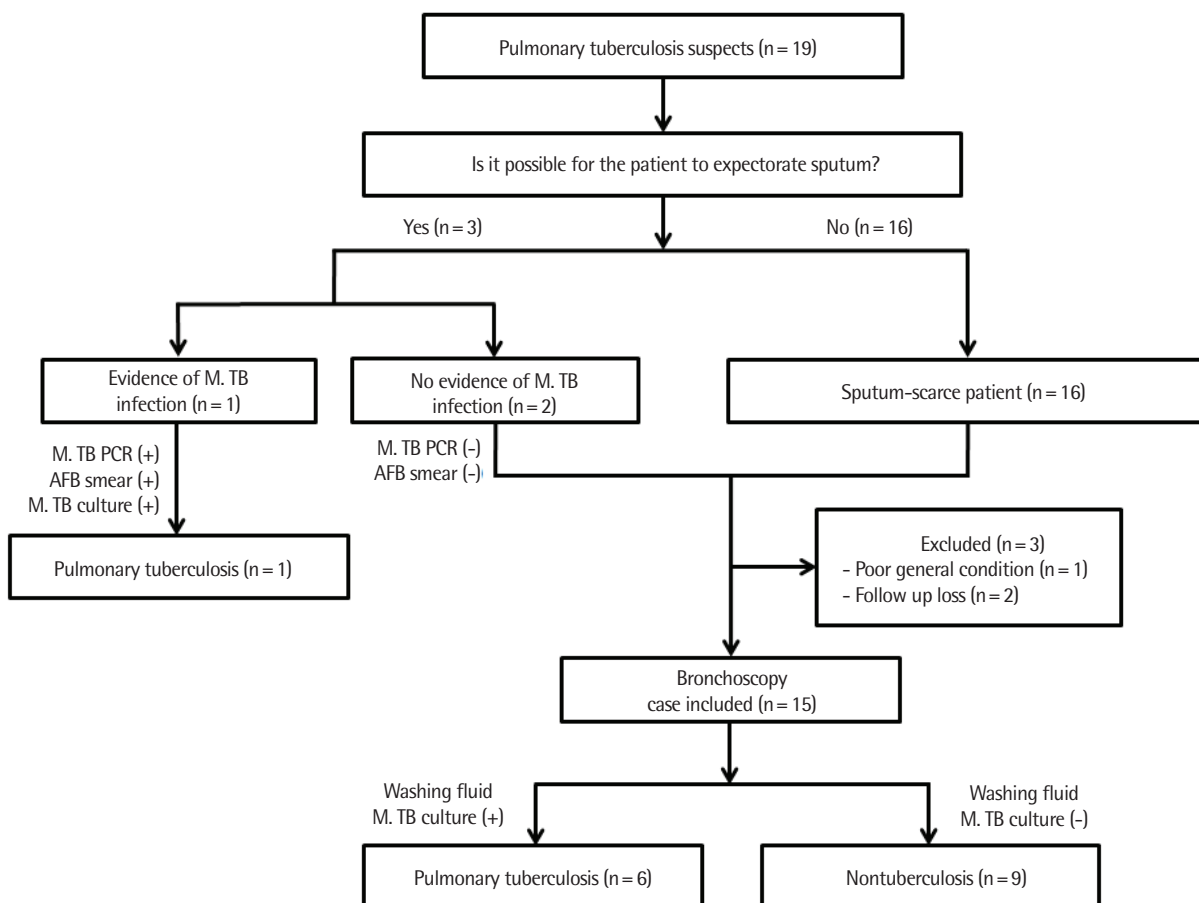 Pulmonary tuberculosis suspects (n = 19)
Is it possible for the patient to expectorate sputum?
Yes (n = 3)
No (n = 16)
Evidence of M. TB
infection (n = 1)
No evidence of M. TB
infection (n = 2)
Sputum-scarce patient (n = 16)
M. TB PCR (+)
AFB smear (+)
M. TB culture (+)
M. TB PCR (-)
AFB smear (-)
Pulmonary tuberculosis (n = 1)
Excluded (n = 3)
- Poor general condition (n = 1)
- Follow up loss (n = 2)
Bronchoscopy
case included (n = 15)
Washing fluid
M. TB culture (+)
Washing fluid
M. TB culture (-)
Pulmonary tuberculosis (n = 6)
Nontuberculosis (n = 9)